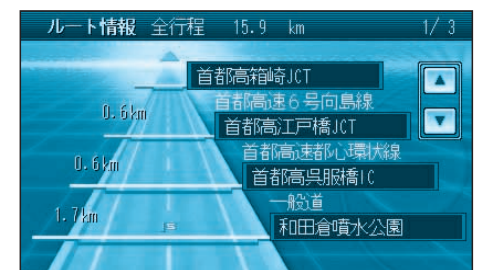 ルート情報 全行程 15.9 km 1/3
首都高箱崎JCT
首都高速6号向島線
0.6km
首都高江戸橋JCT
首都高速都心環状線
0.6km
首都高呉服橋IC
一般道
1.7km
和田倉噴水公園